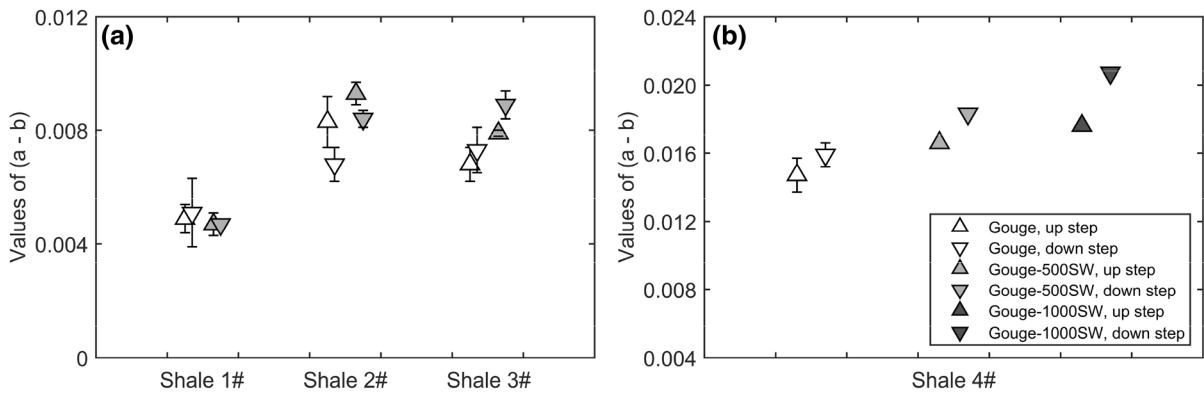 (a)
Values of (a - b)
0.012
0.008
0.004
0
Shale 1# Shale 2# Shale 3#
(b)
Values of (a - b)
0.024
0.020
0.016
0.012
0.008
0.004
Shale 4#
Gouge, up step
Gouge, down step
Gouge-500SW, up step
Gouge-500SW, down step
Gouge-1000SW, up step
Gouge-1000SW, down step